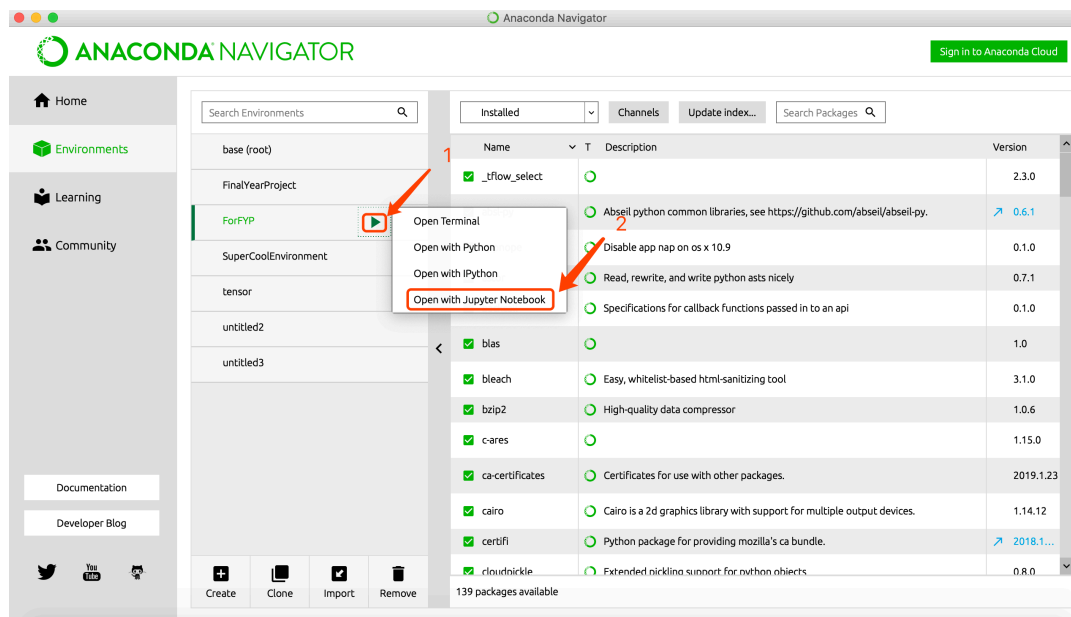 Anaconda Navigator
ANACONDA NAVIGATOR
Sign in to Anaconda Cloud
Home
Environments
Learning
Community
Documentation
Developer Blog
You
Tube
Search Environments
base (root)
FinalYearProject
ForFYP
SuperCoolEnvironment
tensor
untitled2
untitled3
Create Clone Import Remove
1
Open Terminal
Open with Python
Open with IPython
Open with Jupyter Notebook
2
Installed Channels Update index... Search Packages
Name T Description Version
_tflow_select 2.3.0
Abseil python common libraries, see https://github.com/abseil/abseil-py. 0.6.1
Disable app nap on os x 10.9 0.1.0
Read, rewrite, and write python asts nicely 0.7.1
Specifications for callback functions passed in to an api 0.1.0
blas 1.0
bleach Easy, whitelist-based html-sanitizing tool 3.1.0
bzip2 High-quality data compressor 1.0.6
c-ares 1.15.0
ca-certificates Certificates for use with other packages. 2019.1.23
cairo Cairo is a 2d graphics library with support for multiple output devices. 1.14.12
certifi Python package for providing mozilla's ca bundle. 2018.1...
cloudpickle Extended pickling support for python objects 0.8.0
139 packages available